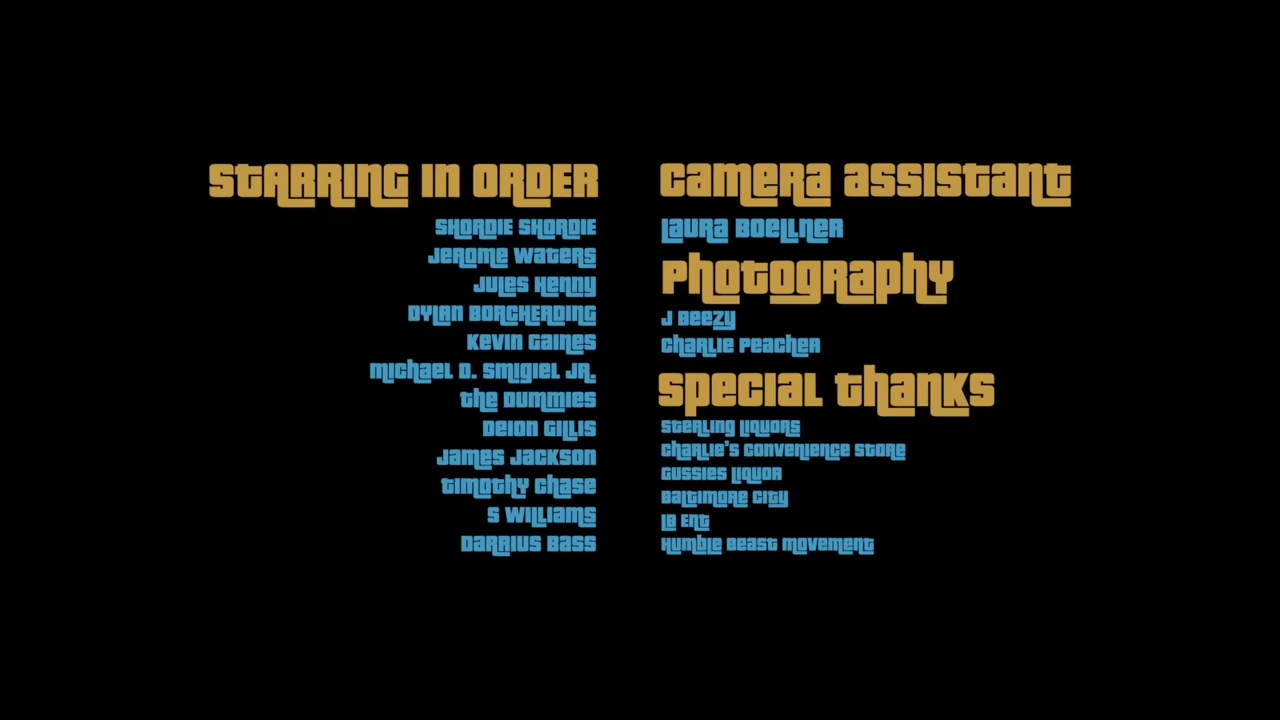 STARRING IN ORDER
SHORDIE SHORDIE
JEROME WATERS
JULES HENNY
DYLAN BORCHERDING
KEVIN GAINES
MICHAEL D. SMIGIEL JR.
THE DUMMIES
DEION GILLIS
JAMES JACKSON
TIMOTHY CHASE
S WILLIAMS
DARRIUS BASS
CAMERA ASSISTANT
LAURA BOELLNER
PHOTOGRAPHY
J BEEZY
CHARLIE PEACHER
SPECIAL THANKS
STERLING LIQUORS
CHARLIE'S CONVENIENCE STORE
GUSSIES LIQUOR
BALTIMORE CITY
IB ENT
HUMBLE BEAST MOVEMENT